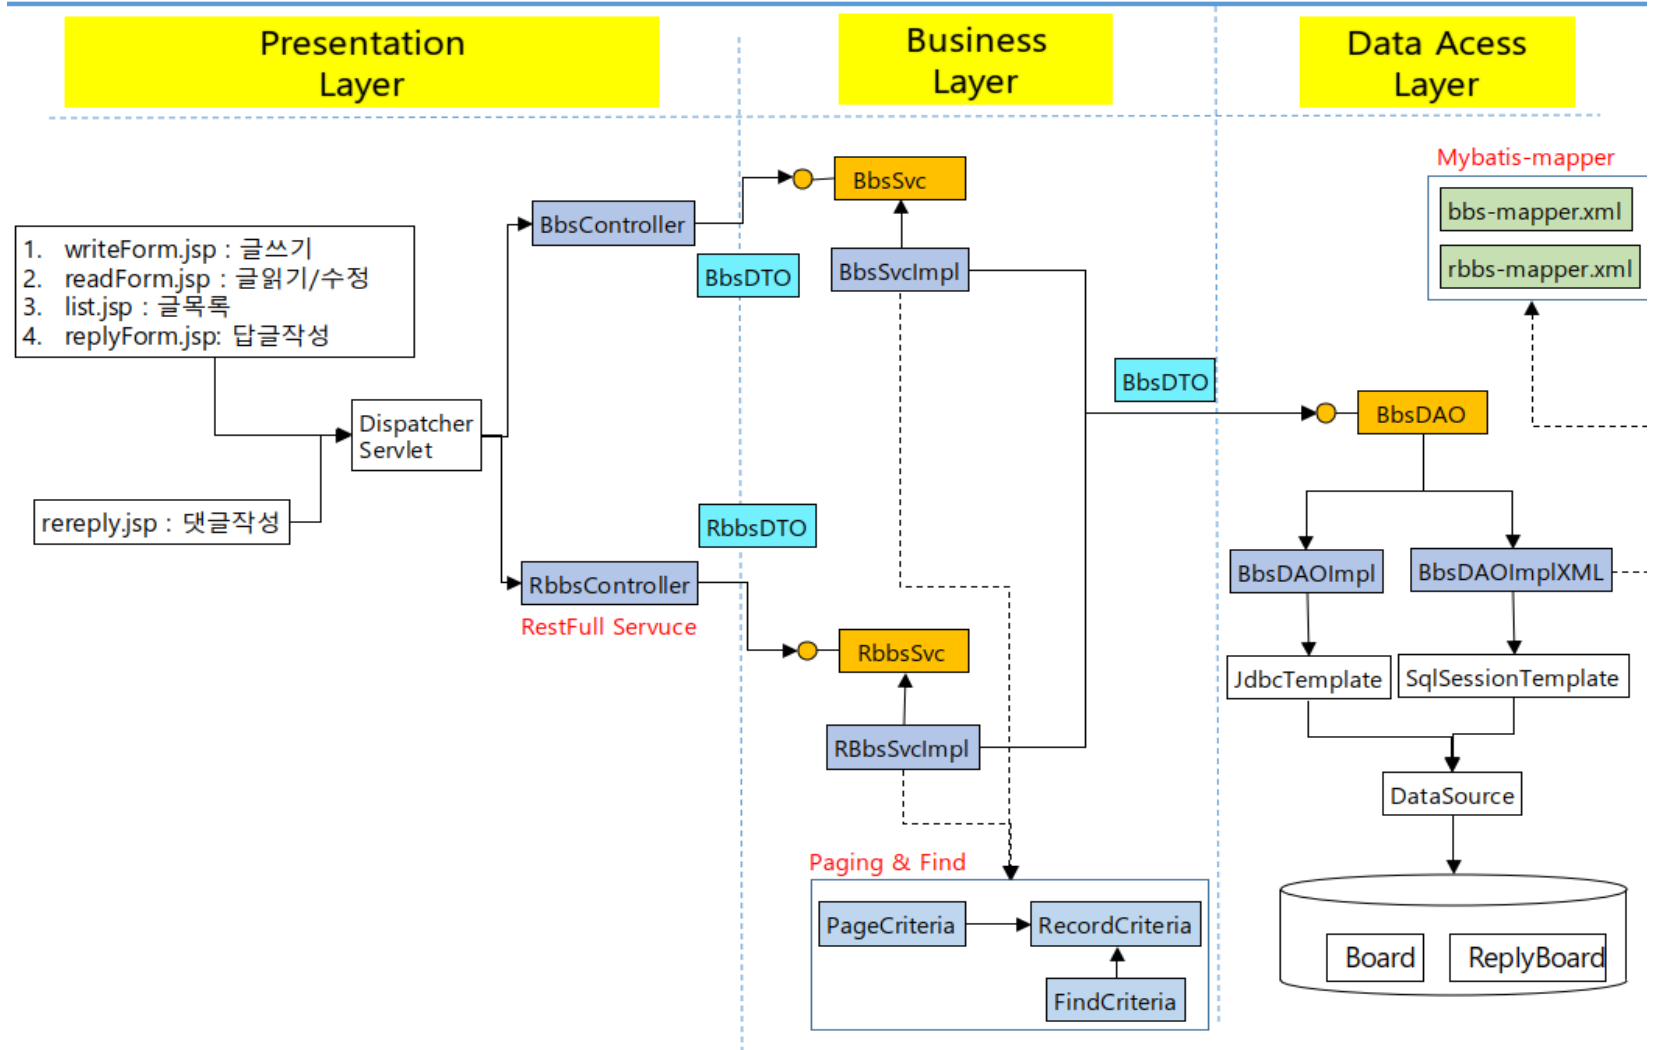 Presentation
Layer
Business
Layer
Data Acess
Layer
Mybatis-mapper
bbs-mapper.xml
rbbs-mapper.xml
BbsSvc
BbsController
BbsDTO
BbsSvcImpl
1. writeForm.jsp : 글쓰기
2. readForm.jsp : 글읽기/수정
3. list.jsp : 글목록
4. replyForm.jsp: 답글작성
BbsDTO
BbsDAO
Dispatcher
Servlet
rereply.jsp : 댓글작성
RbbsDTO
RbbsController
RestFull Servuce
BbsDAOImpl
BbsDAOImplXML
RbbsSvc
JdbcTemplate
SqlSessionTemplate
RBbsSvcImpl
DataSource
Paging & Find
PageCriteria
RecordCriteria
FindCriteria
Board
ReplyBoard